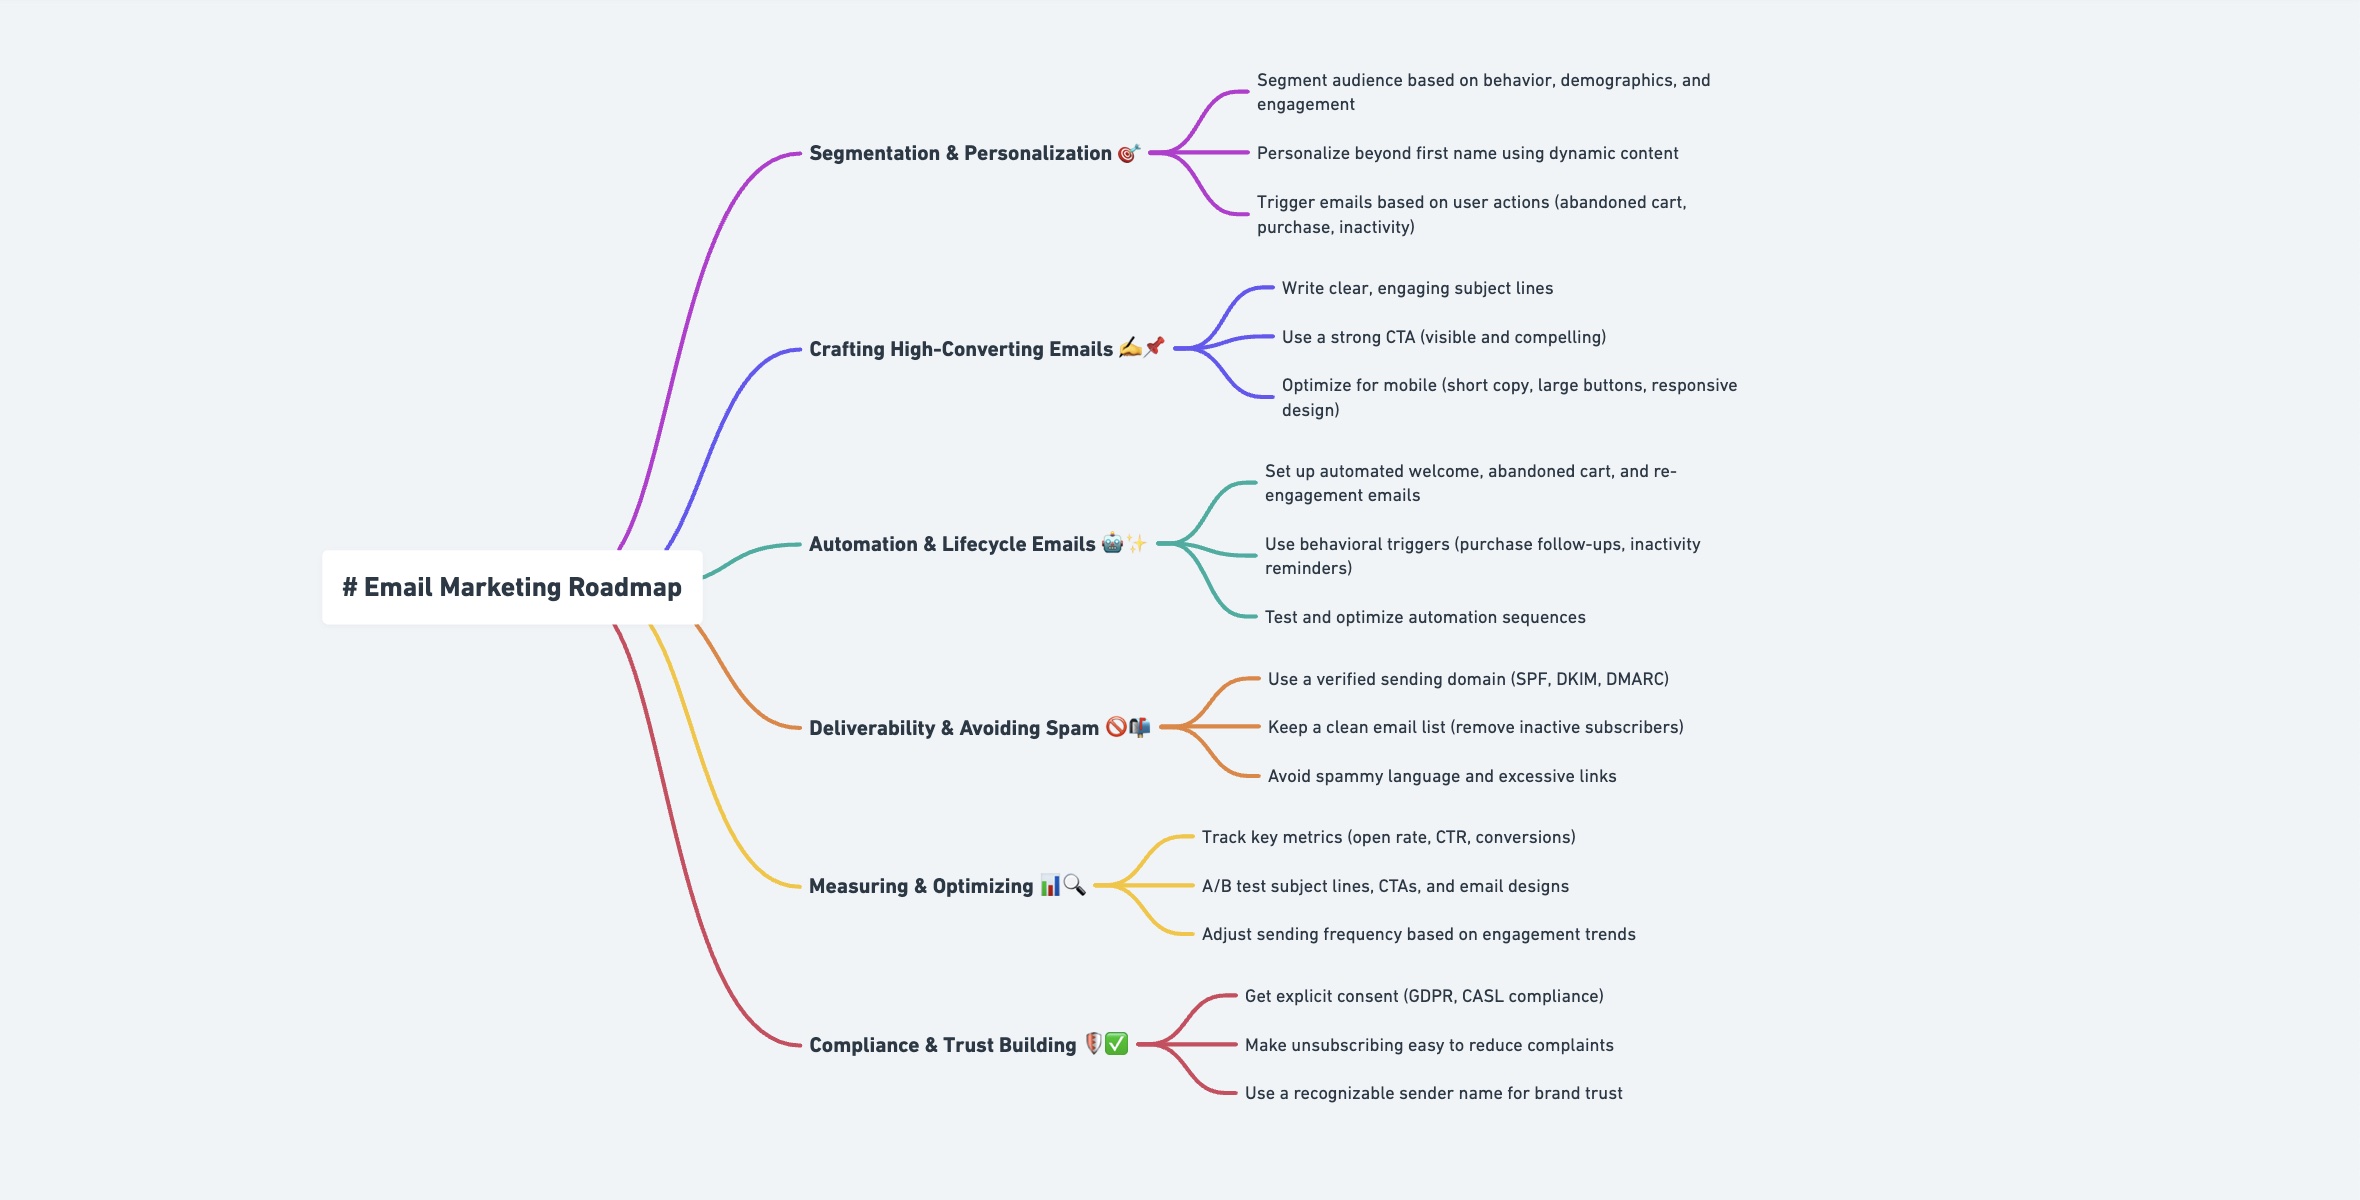 # Email Marketing Roadmap
Segmentation & Personalization 🎯
Segment audience based on behavior, demographics, and
engagement
Personalize beyond first name using dynamic content
Trigger emails based on user actions (abandoned cart,
purchase, inactivity)
Crafting High-Converting Emails ✍️📌
Write clear, engaging subject lines
Use a strong CTA (visible and compelling)
Optimize for mobile (short copy, large buttons, responsive
design)
Automation & Lifecycle Emails 🤖✨
Set up automated welcome, abandoned cart, and re-
engagement emails
Use behavioral triggers (purchase follow-ups, inactivity
reminders)
Test and optimize automation sequences
Deliverability & Avoiding Spam 🚫📬
Use a verified sending domain (SPF, DKIM, DMARC)
Keep a clean email list (remove inactive subscribers)
Avoid spammy language and excessive links
Measuring & Optimizing 📊🔍
Track key metrics (open rate, CTR, conversions)
A/B test subject lines, CTAs, and email designs
Adjust sending frequency based on engagement trends
Compliance & Trust Building 🛡️✅
Get explicit consent (GDPR, CASL compliance)
Make unsubscribing easy to reduce complaints
Use a recognizable sender name for brand trust